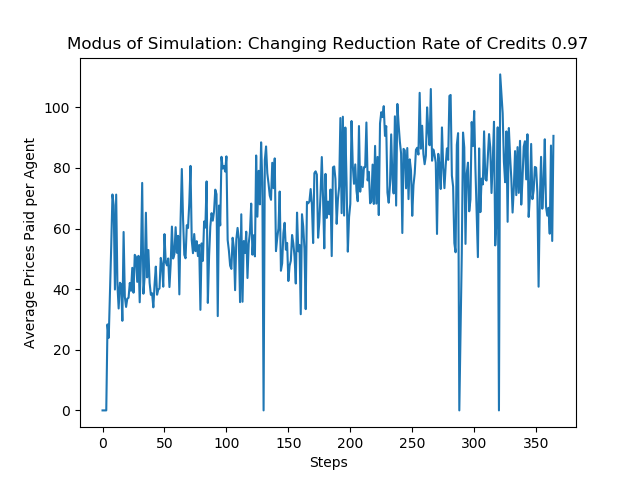 Modus of Simulation: Changing Reduction Rate of Credits 0.97
Average Prices Paid per Agent
100
80
60
40
20
0
0 50 100 150 200 250 300 350
Steps